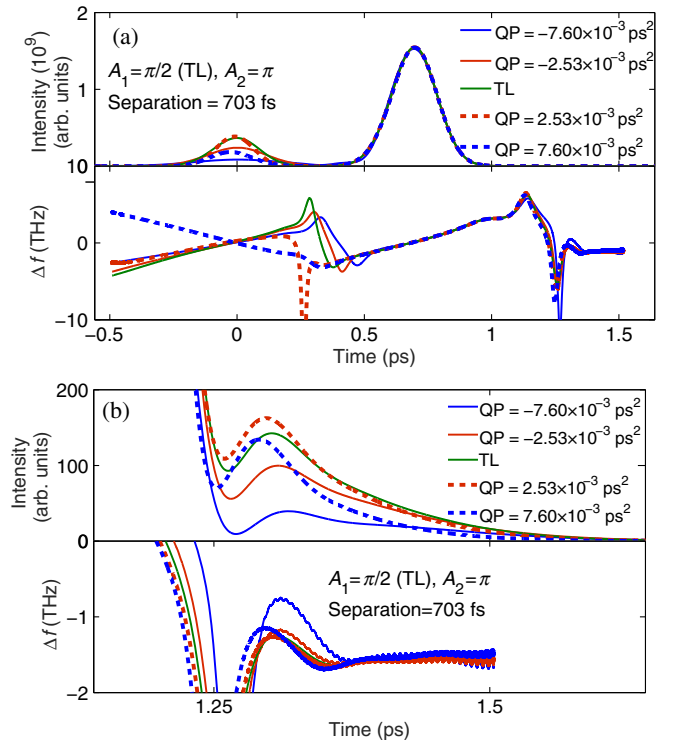 (a)
A₁=π/2 (TL), A₂=π
Separation = 703 fs
QP = −7.60×10⁻³ ps²
QP = −2.53×10⁻³ ps²
TL
QP = 2.53×10⁻³ ps²
QP = 7.60×10⁻³ ps²
Intensity (10⁹)
(arb. units)
2
1
0
10
0
−10
Δf (THz)
−0.5 0 0.5 1 1.5
Time (ps)
(b)
QP = −7.60×10⁻³ ps²
QP = −2.53×10⁻³ ps²
TL
QP = 2.53×10⁻³ ps²
QP = 7.60×10⁻³ ps²
Intensity
(arb. units)
200
100
0
A₁=π/2 (TL), A₂=π
Separation=703 fs
Δf (THz)
−1
−2
1.25 1.5
Time (ps)